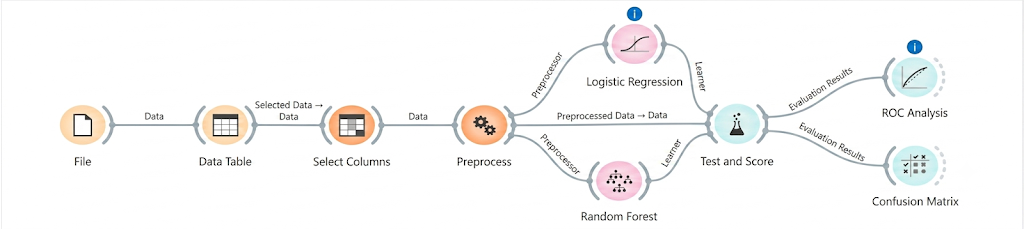 File
Data
Data Table
Selected Data →
Data
Select Columns
Data
Preprocess
Preprocessor
Logistic Regression
Learner
Preprocessed Data → Data
Preprocessor
Random Forest
Learner
Test and Score
Evaluation Results
ROC Analysis
Evaluation Results
Confusion Matrix